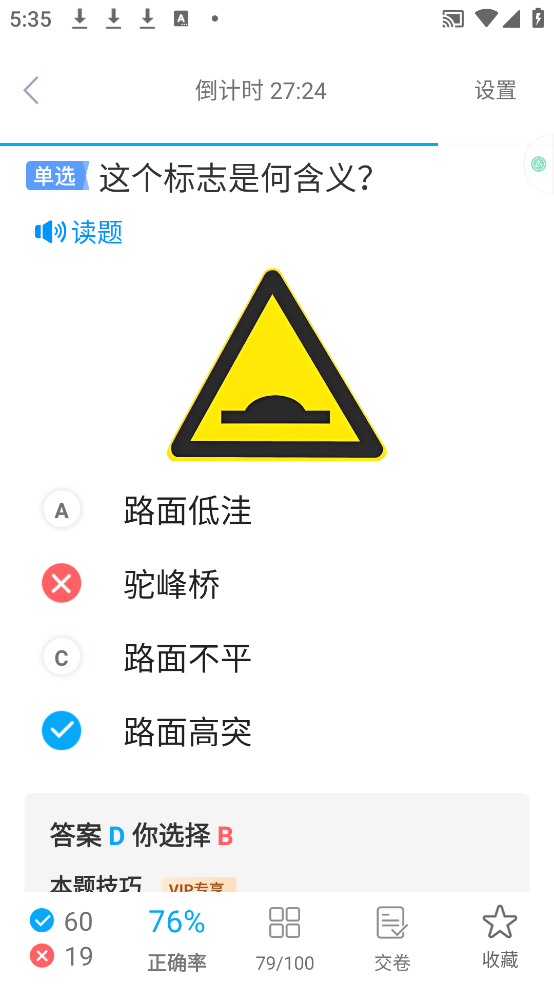 5:35
倒计时 27:24
设置
单选 这个标志是何含义？
读题
A 路面低洼
驼峰桥
C 路面不平
路面高突
答案 D 你选择 B
本题技巧 VIP专享
60 76%
19 正确率 79/100 交卷 收藏